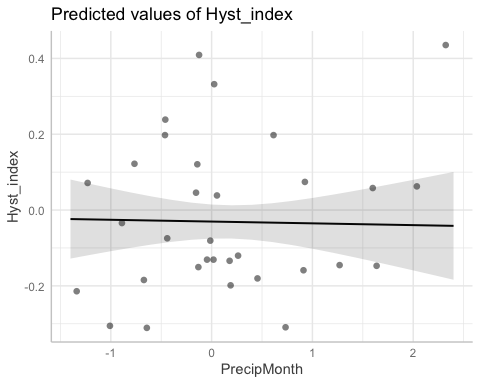 Predicted values of Hyst_index
0.4
0.2
0.0
-0.2
Hyst_index
-1
0
1
2
PrecipMonth